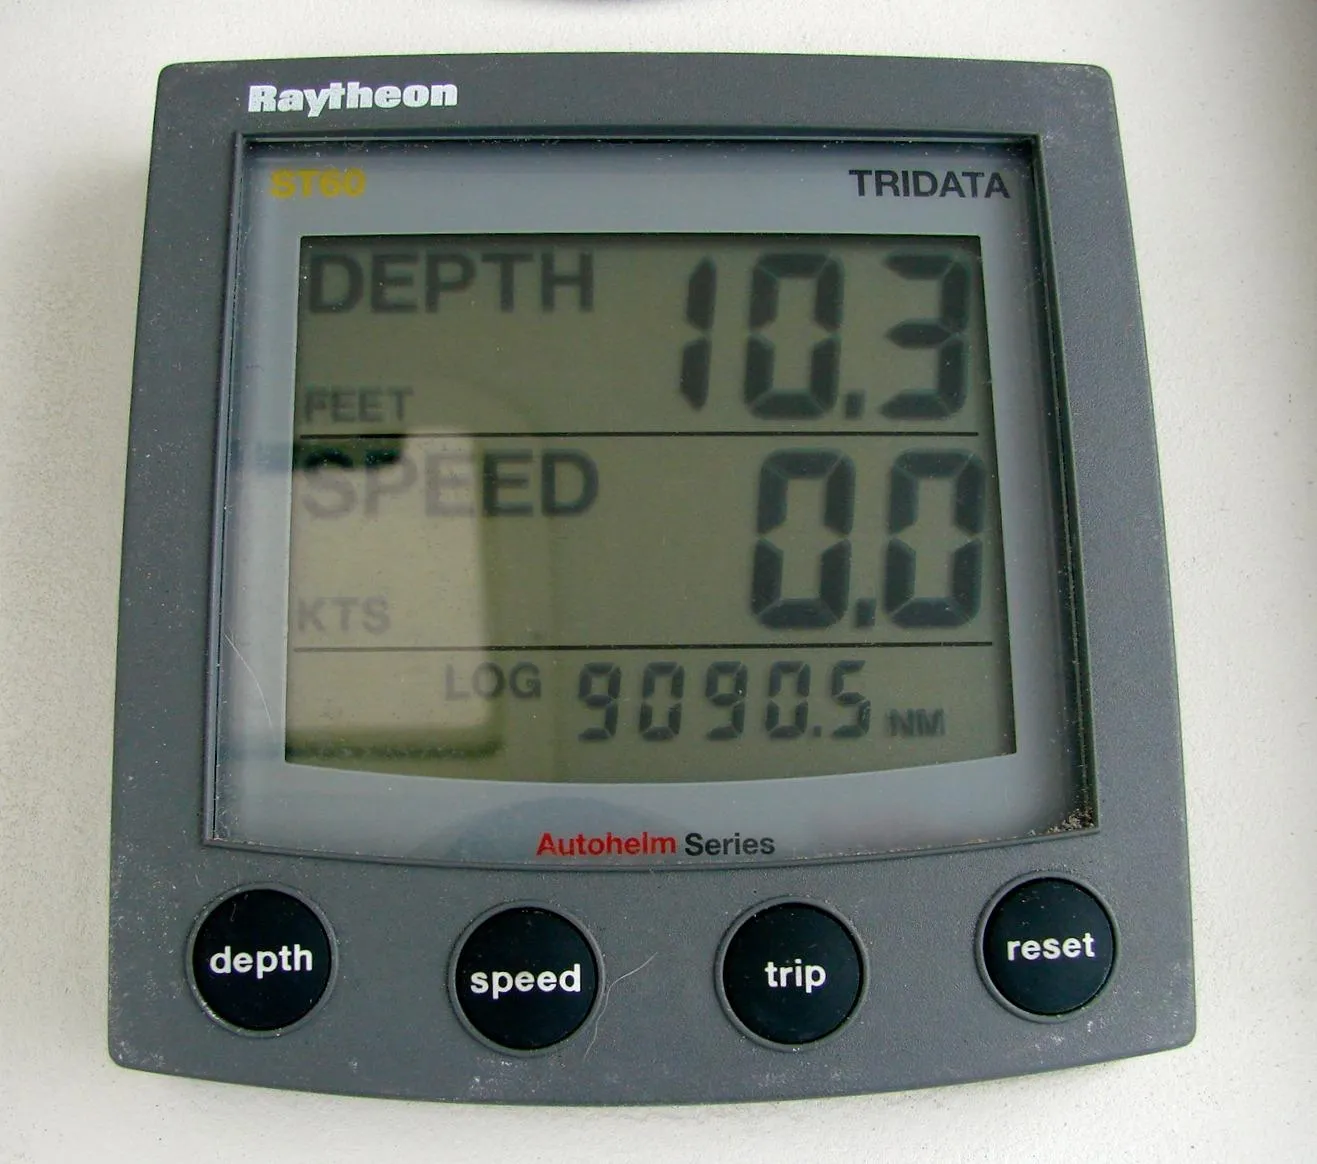 Raytheon
ST60 TRIDATA
DEPTH 10.3
FEET
SPEED 0.0
KTS
LOG 9090.5 NM
Autohelm Series
depth speed trip reset